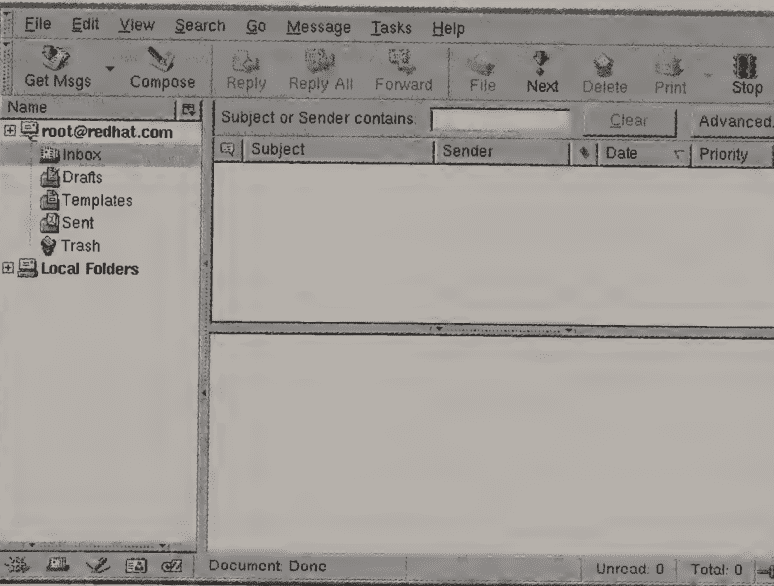 File Edit View Search Go Message Tasks Help
Get Msgs Compose Reply Reply All Forward File Next Delete Print Stop
Name
Subject or Sender contains: Clear Advanced.
root@redhat.com
Subject Sender Date Priority
Inbox
Drafts
Templates
Sent
Trash
Local Folders
Document: Done Unread: 0 Total: 0